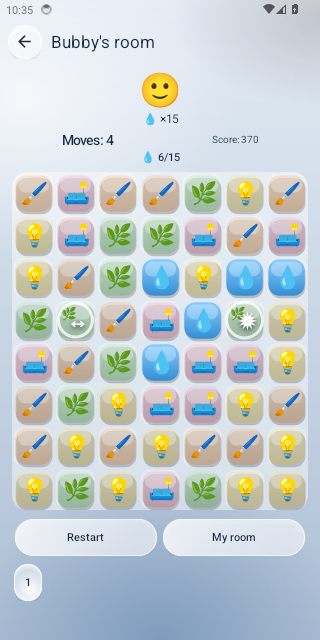 10:35
Bubby's room
💧 ×15
Moves: 4
Score: 370
💧 6/15
Restart
My room
1